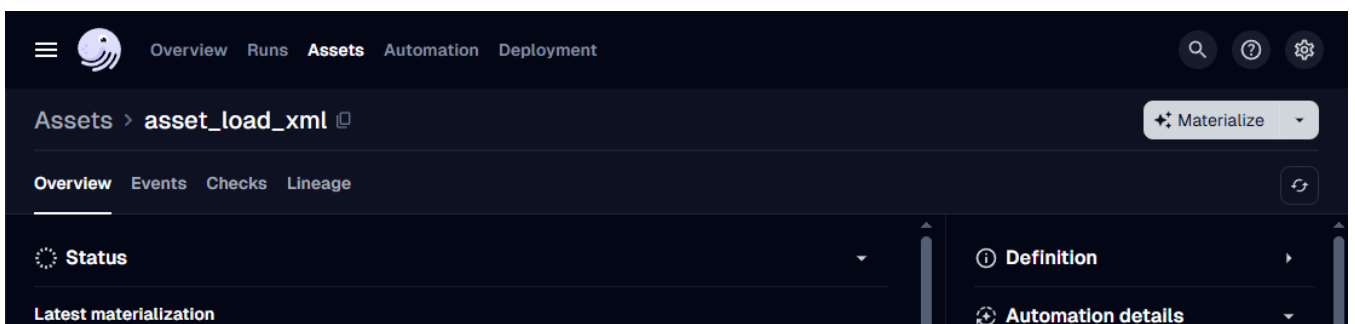 Overview Runs Assets Automation Deployment
Assets > asset_load_xml Materialize
Overview Events Checks Lineage
Status
Definition
Latest materialization
Automation details